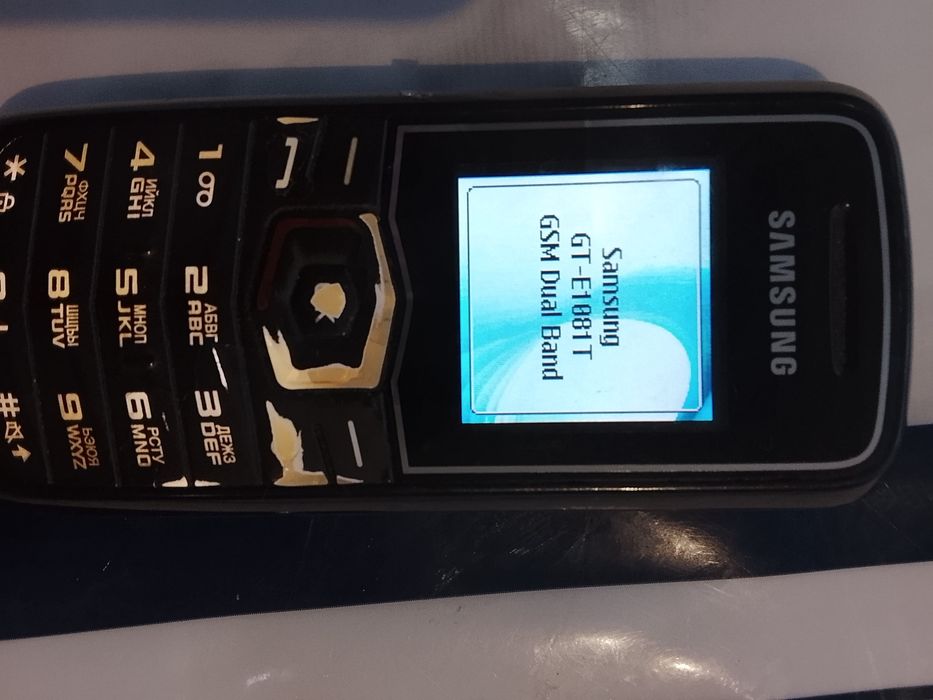 SAMSUNG
Samsung
GT-E1081T
GSM Dual Band
1
2 АБВГ ABC
3 ДЕЖЗ DEF
4 ИЙКЛ GHI
5 МНОП JKL
6 РСТУ MNO
7 ФХЦЧ PQRS
8 ШЩЪЫ TUV
9 ЬЭЮЯ WXYZ
*
#